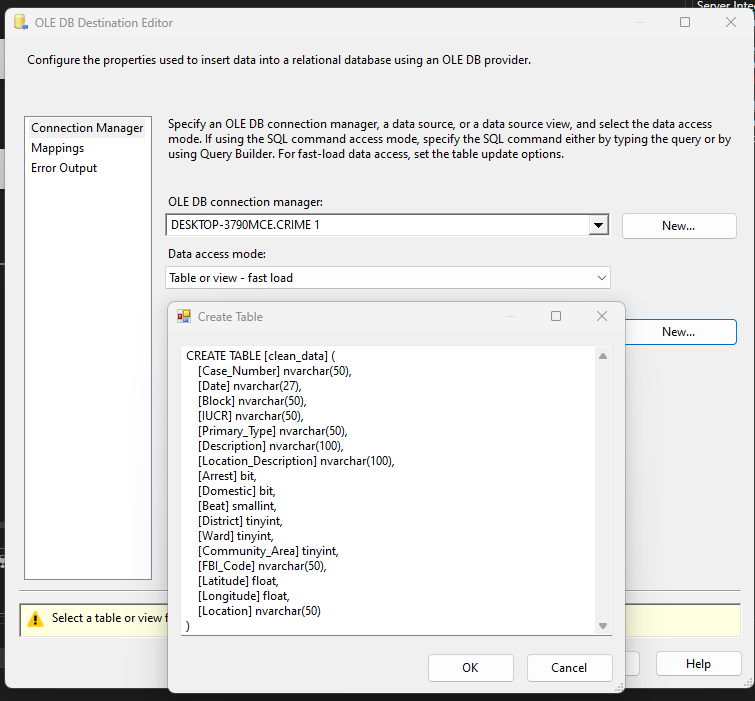 Server Inte
OLE DB Destination Editor
Configure the properties used to insert data into a relational database using an OLE DB provider.
Connection Manager
Mappings
Error Output
Specify an OLE DB connection manager, a data source, or a data source view, and select the data access
mode. If using the SQL command access mode, specify the SQL command either by typing the query or by
using Query Builder. For fast-load data access, set the table update options.
OLE DB connection manager:
DESKTOP-3790MCE.CRIME 1
New...
Data access mode:
Table or view - fast load
New...
Create Table
CREATE TABLE [clean_data] (
[Case_Number] nvarchar(50),
[Date] nvarchar(27),
[Block] nvarchar(50),
[IUCR] nvarchar(50),
[Primary_Type] nvarchar(50),
[Description] nvarchar(100),
[Location_Description] nvarchar(100),
[Arrest] bit,
[Domestic] bit,
[Beat] smallint,
[District] tinyint,
[Ward] tinyint,
[Community_Area] tinyint,
[FBI_Code] nvarchar(50),
[Latitude] float,
[Longitude] float,
[Location] nvarchar(50)
)
OK
Cancel
Select a table or view f
Help